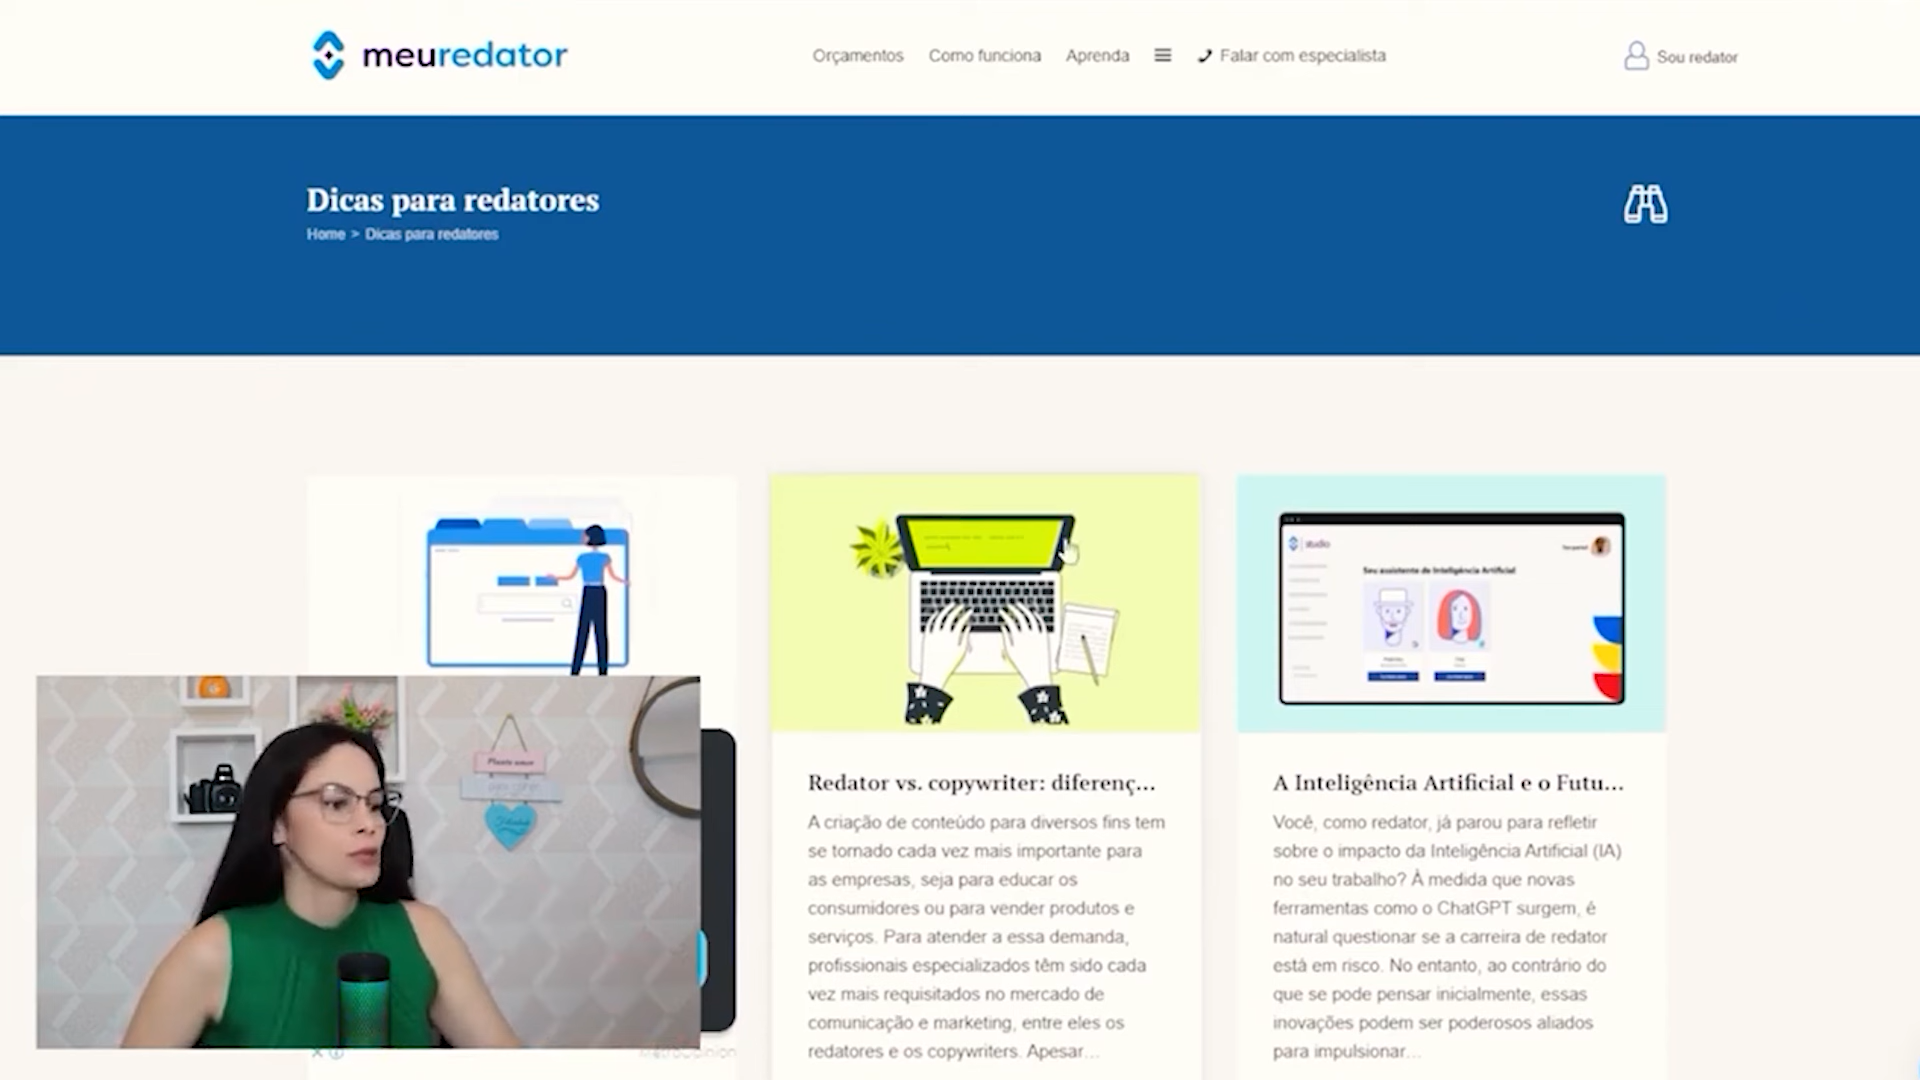 meuredator
Orçamentos
Como funciona
Aprenda
Falar com especialista
Sou redator
Dicas para redatores
Home > Dicas para redatores
studio
Seu assistente de Inteligência Artificial
Redator vs. copywriter: diferenç...
A criação de conteúdo para diversos fins tem
se tornado cada vez mais importante para
as empresas, seja para educar os
consumidores ou para vender produtos e
serviços. Para atender a essa demanda,
profissionais especializados têm sido cada
vez mais requisitados no mercado de
comunicação e marketing, entre eles os
redatores e os copywriters. Apesar...
A Inteligência Artificial e o Futu...
Você, como redator, já parou para refletir
sobre o impacto da Inteligência Artificial (IA)
no seu trabalho? À medida que novas
ferramentas como o ChatGPT surgem, é
natural questionar se a carreira de redator
está em risco. No entanto, ao contrário do
que se pode pensar inicialmente, essas
inovações podem ser poderosos aliados
para impulsionar...